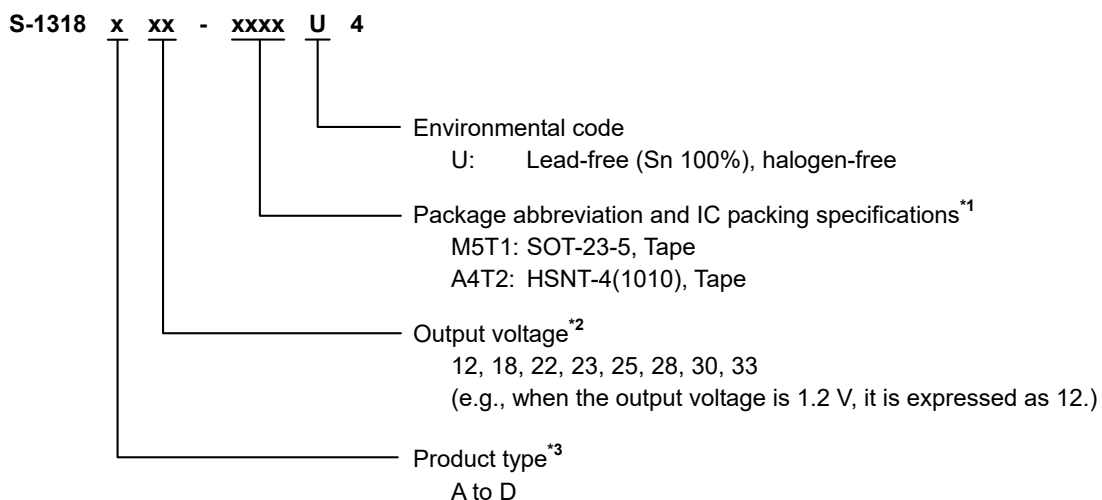 S-1318 x xx - xxxx U 4
Environmental code
U: Lead-free (Sn 100%), halogen-free
Package abbreviation and IC packing specifications*1
M5T1: SOT-23-5, Tape
A4T2: HSNT-4(1010), Tape
Output voltage*2
12, 18, 22, 23, 25, 28, 30, 33
(e.g., when the output voltage is 1.2 V, it is expressed as 12.)
Product type*3
A to D